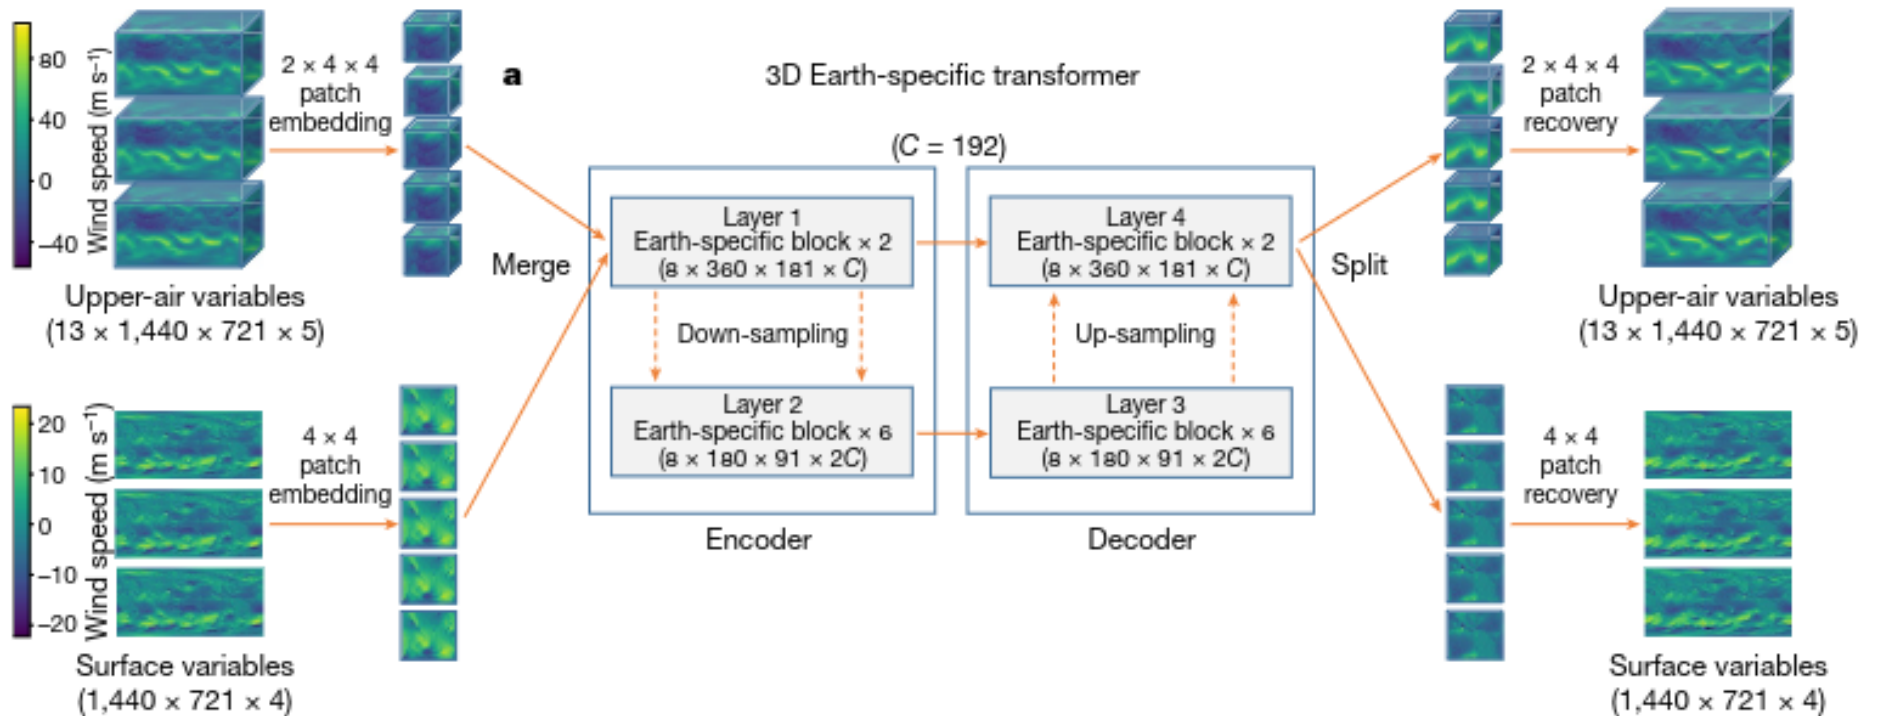 a
3D Earth-specific transformer
(C = 192)
80
40
0
–40
Wind speed (m s⁻¹)
2 × 4 × 4
patch
embedding
Upper-air variables
(13 × 1,440 × 721 × 5)
20
10
0
–10
–20
Wind speed (m s⁻¹)
4 × 4
patch
embedding
Surface variables
(1,440 × 721 × 4)
Merge
Layer 1
Earth-specific block × 2
(8 × 360 × 181 × C)
Down-sampling
Layer 2
Earth-specific block × 6
(8 × 180 × 91 × 2C)
Encoder
Layer 4
Earth-specific block × 2
(8 × 360 × 181 × C)
Up-sampling
Layer 3
Earth-specific block × 6
(8 × 180 × 91 × 2C)
Decoder
Split
2 × 4 × 4
patch
recovery
Upper-air variables
(13 × 1,440 × 721 × 5)
4 × 4
patch
recovery
Surface variables
(1,440 × 721 × 4)